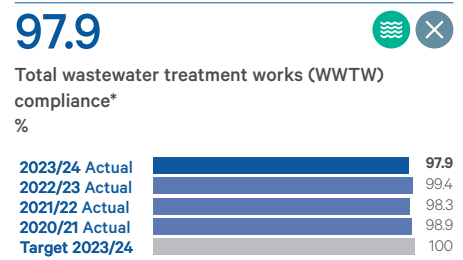 97.9
Total wastewater treatment works (WWTW)
compliance*
%
2023/24 Actual 97.9
2022/23 Actual 99.4
2021/22 Actual 98.3
2020/21 Actual 98.9
Target 2023/24 100